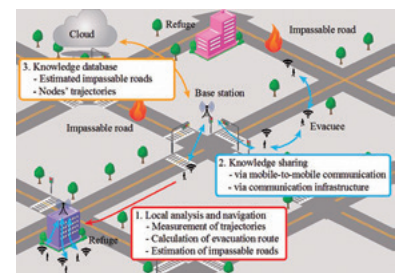 Cloud
Refuge
Impassable road
3. Knowledge database
- Estimated impassable roads
- Nodes' trajectories
Base station
Impassable road
Evacuee
2. Knowledge sharing
- via mobile-to-mobile communication
- via communication infrastructure
1. Local analysis and navigation
- Measurement of trajectories
- Calculation of evacuation route
- Estimation of impassable roads
Refuge